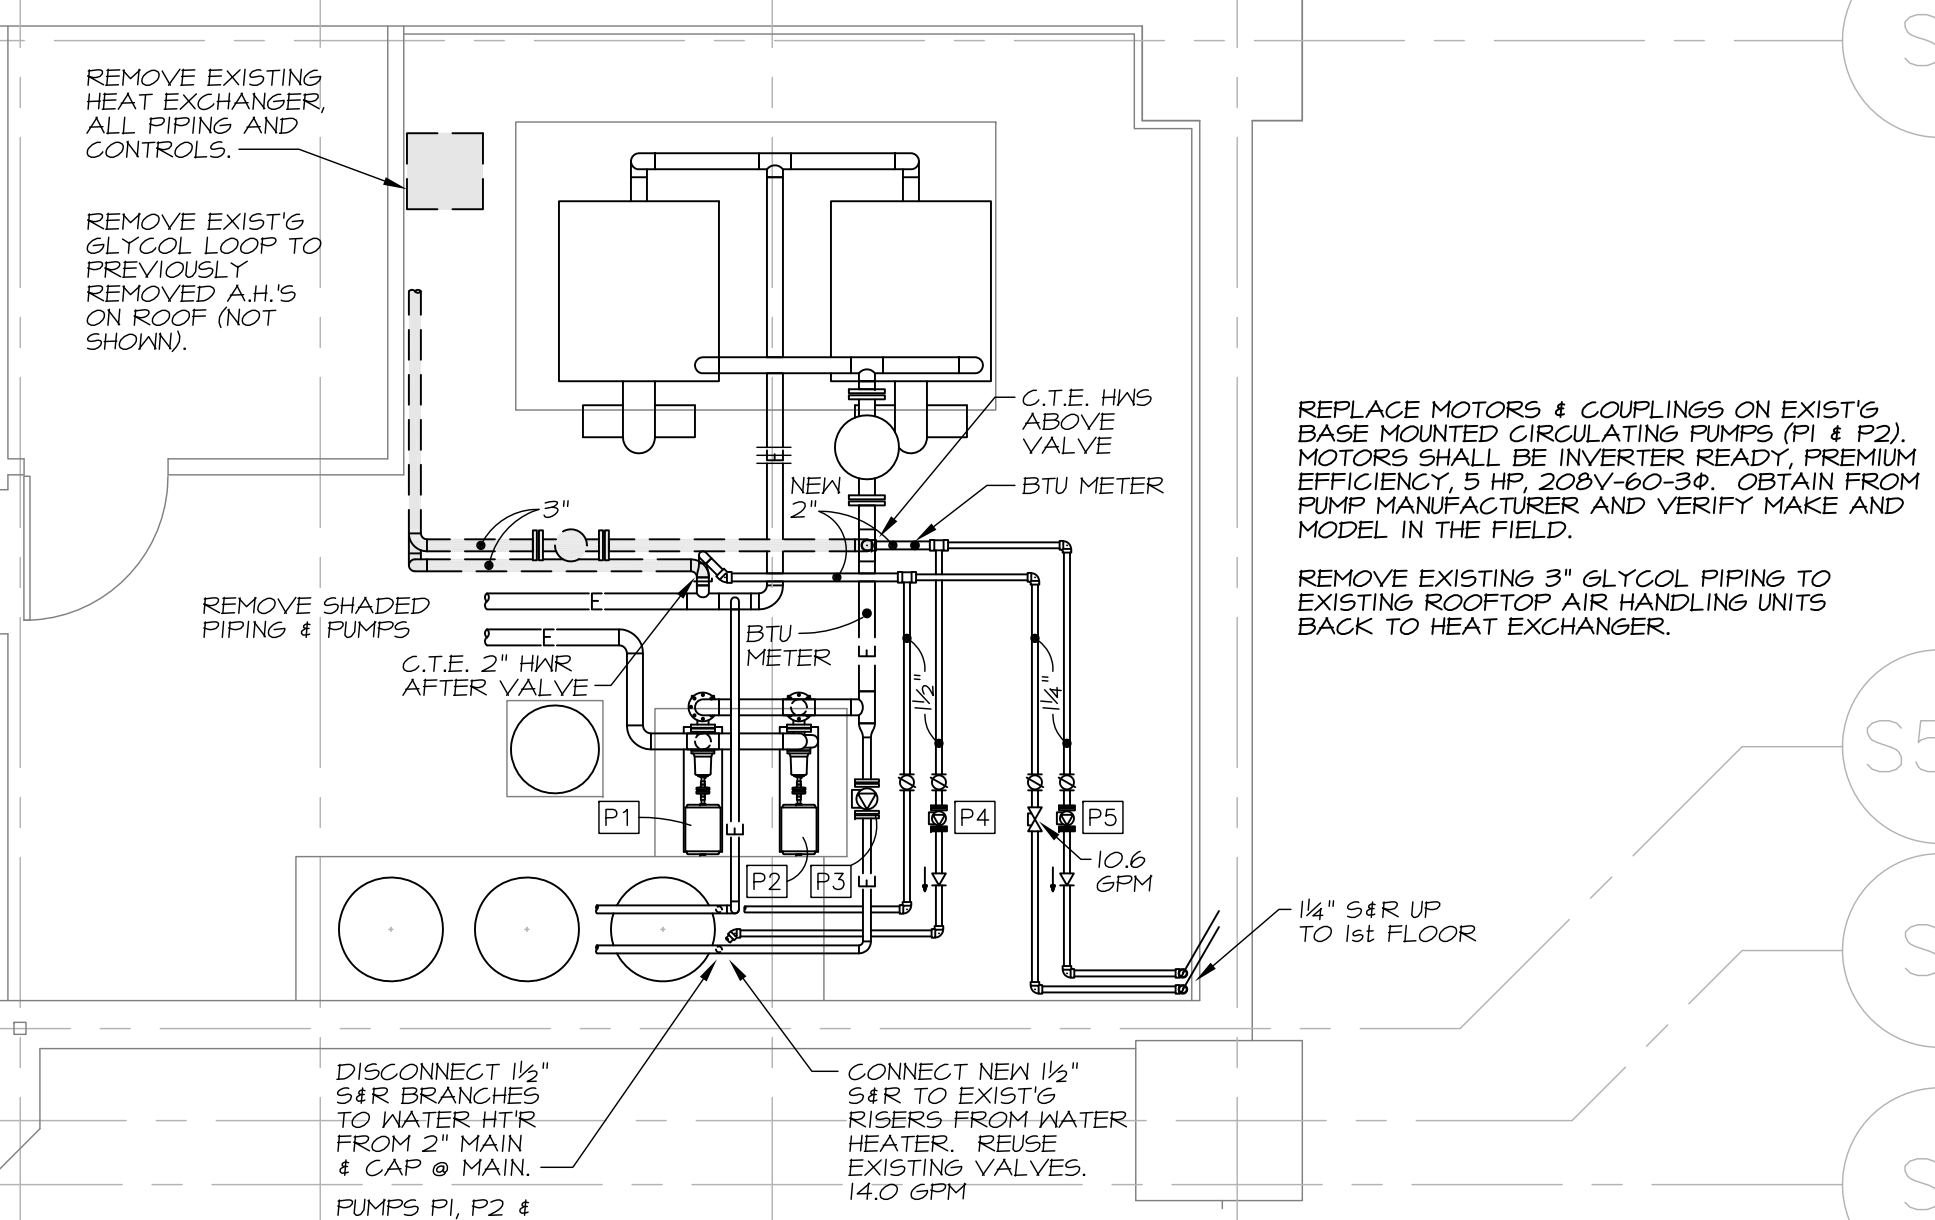 REMOVE EXISTING
HEAT EXCHANGER,
ALL PIPING AND
CONTROLS.
REMOVE EXIST'G
GLYCOL LOOP TO
PREVIOUSLY
REMOVED A.H.'S
ON ROOF (NOT
SHOWN).
C.T.E. HWS
ABOVE
VALVE
BTU METER
NEW
2"
3"
REMOVE SHADED
PIPING & PUMPS
C.T.E. 2" HWR
AFTER VALVE
BTU
METER
E
E
1½"
1¼"
P1
P2
P3
P4
P5
10.6
GPM
1¼" S&R UP
TO 1st FLOOR
REPLACE MOTORS & COUPLINGS ON EXIST'G
BASE MOUNTED CIRCULATING PUMPS (P1 & P2).
MOTORS SHALL BE INVERTER READY, PREMIUM
EFFICIENCY, 5 HP, 208V-60-3Φ. OBTAIN FROM
PUMP MANUFACTURER AND VERIFY MAKE AND
MODEL IN THE FIELD.
REMOVE EXISTING 3" GLYCOL PIPING TO
EXISTING ROOFTOP AIR HANDLING UNITS
BACK TO HEAT EXCHANGER.
DISCONNECT 1½"
S&R BRANCHES
TO WATER HT'R
FROM 2" MAIN
& CAP @ MAIN.
PUMPS P1, P2 &
CONNECT NEW 1½"
S&R TO EXIST'G
RISERS FROM WATER
HEATER. REUSE
EXISTING VALVES.
14.0 GPM
S
S5
S
S